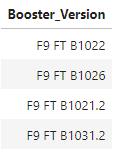 Booster_Version
F9 FT B1022
F9 FT B1026
F9 FT B1021.2
F9 FT B1031.2